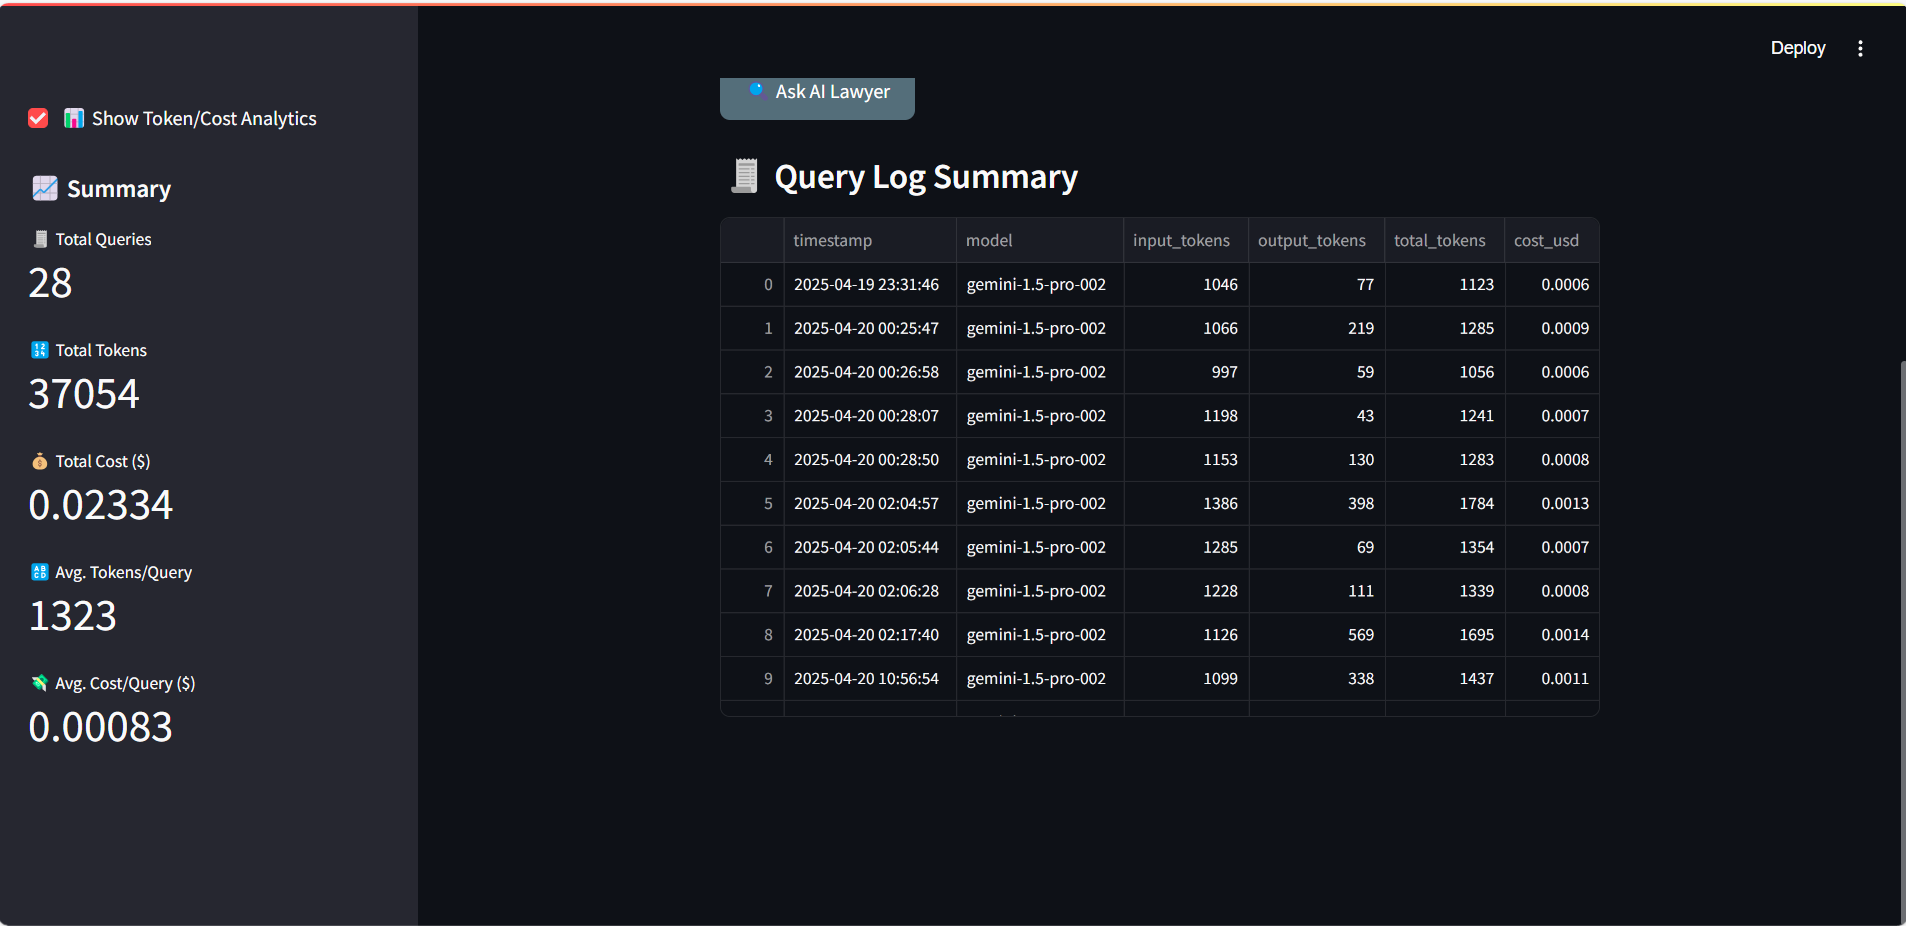 Deploy
Show Token/Cost Analytics
Summary
Total Queries
28
Total Tokens
37054
Total Cost ($)
0.02334
Avg. Tokens/Query
1323
Avg. Cost/Query ($)
0.00083
Ask AI Lawyer
Query Log Summary
timestamp model input_tokens output_tokens total_tokens cost_usd
0 2025-04-19 23:31:46 gemini-1.5-pro-002 1046 77 1123 0.0006
1 2025-04-20 00:25:47 gemini-1.5-pro-002 1066 219 1285 0.0009
2 2025-04-20 00:26:58 gemini-1.5-pro-002 997 59 1056 0.0006
3 2025-04-20 00:28:07 gemini-1.5-pro-002 1198 43 1241 0.0007
4 2025-04-20 00:28:50 gemini-1.5-pro-002 1153 130 1283 0.0008
5 2025-04-20 02:04:57 gemini-1.5-pro-002 1386 398 1784 0.0013
6 2025-04-20 02:05:44 gemini-1.5-pro-002 1285 69 1354 0.0007
7 2025-04-20 02:06:28 gemini-1.5-pro-002 1228 111 1339 0.0008
8 2025-04-20 02:17:40 gemini-1.5-pro-002 1126 569 1695 0.0014
9 2025-04-20 10:56:54 gemini-1.5-pro-002 1099 338 1437 0.0011